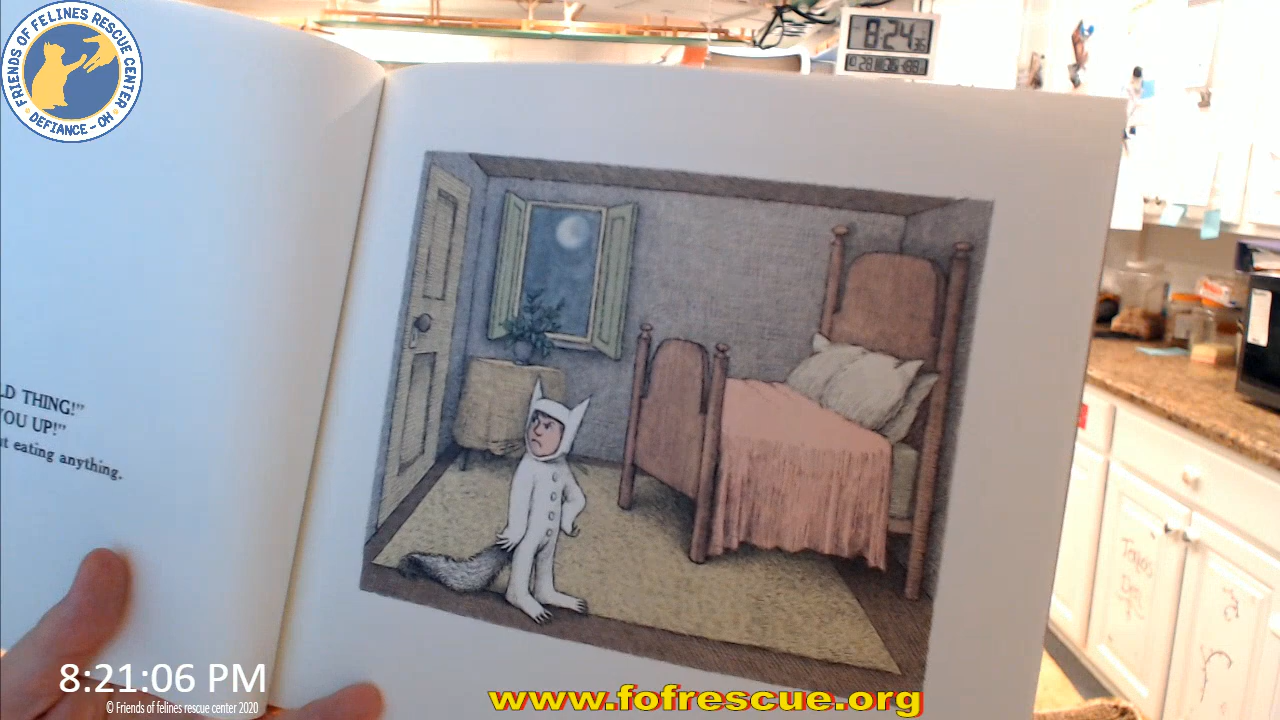 FRIENDS OF FELINES RESCUE CENTER
DEFIANCE - OH
8:24
LD THING!"
YOU UP!"
eating anything.
8:21:06 PM
© Friends of felines rescue center 2020
www.fofrescue.org